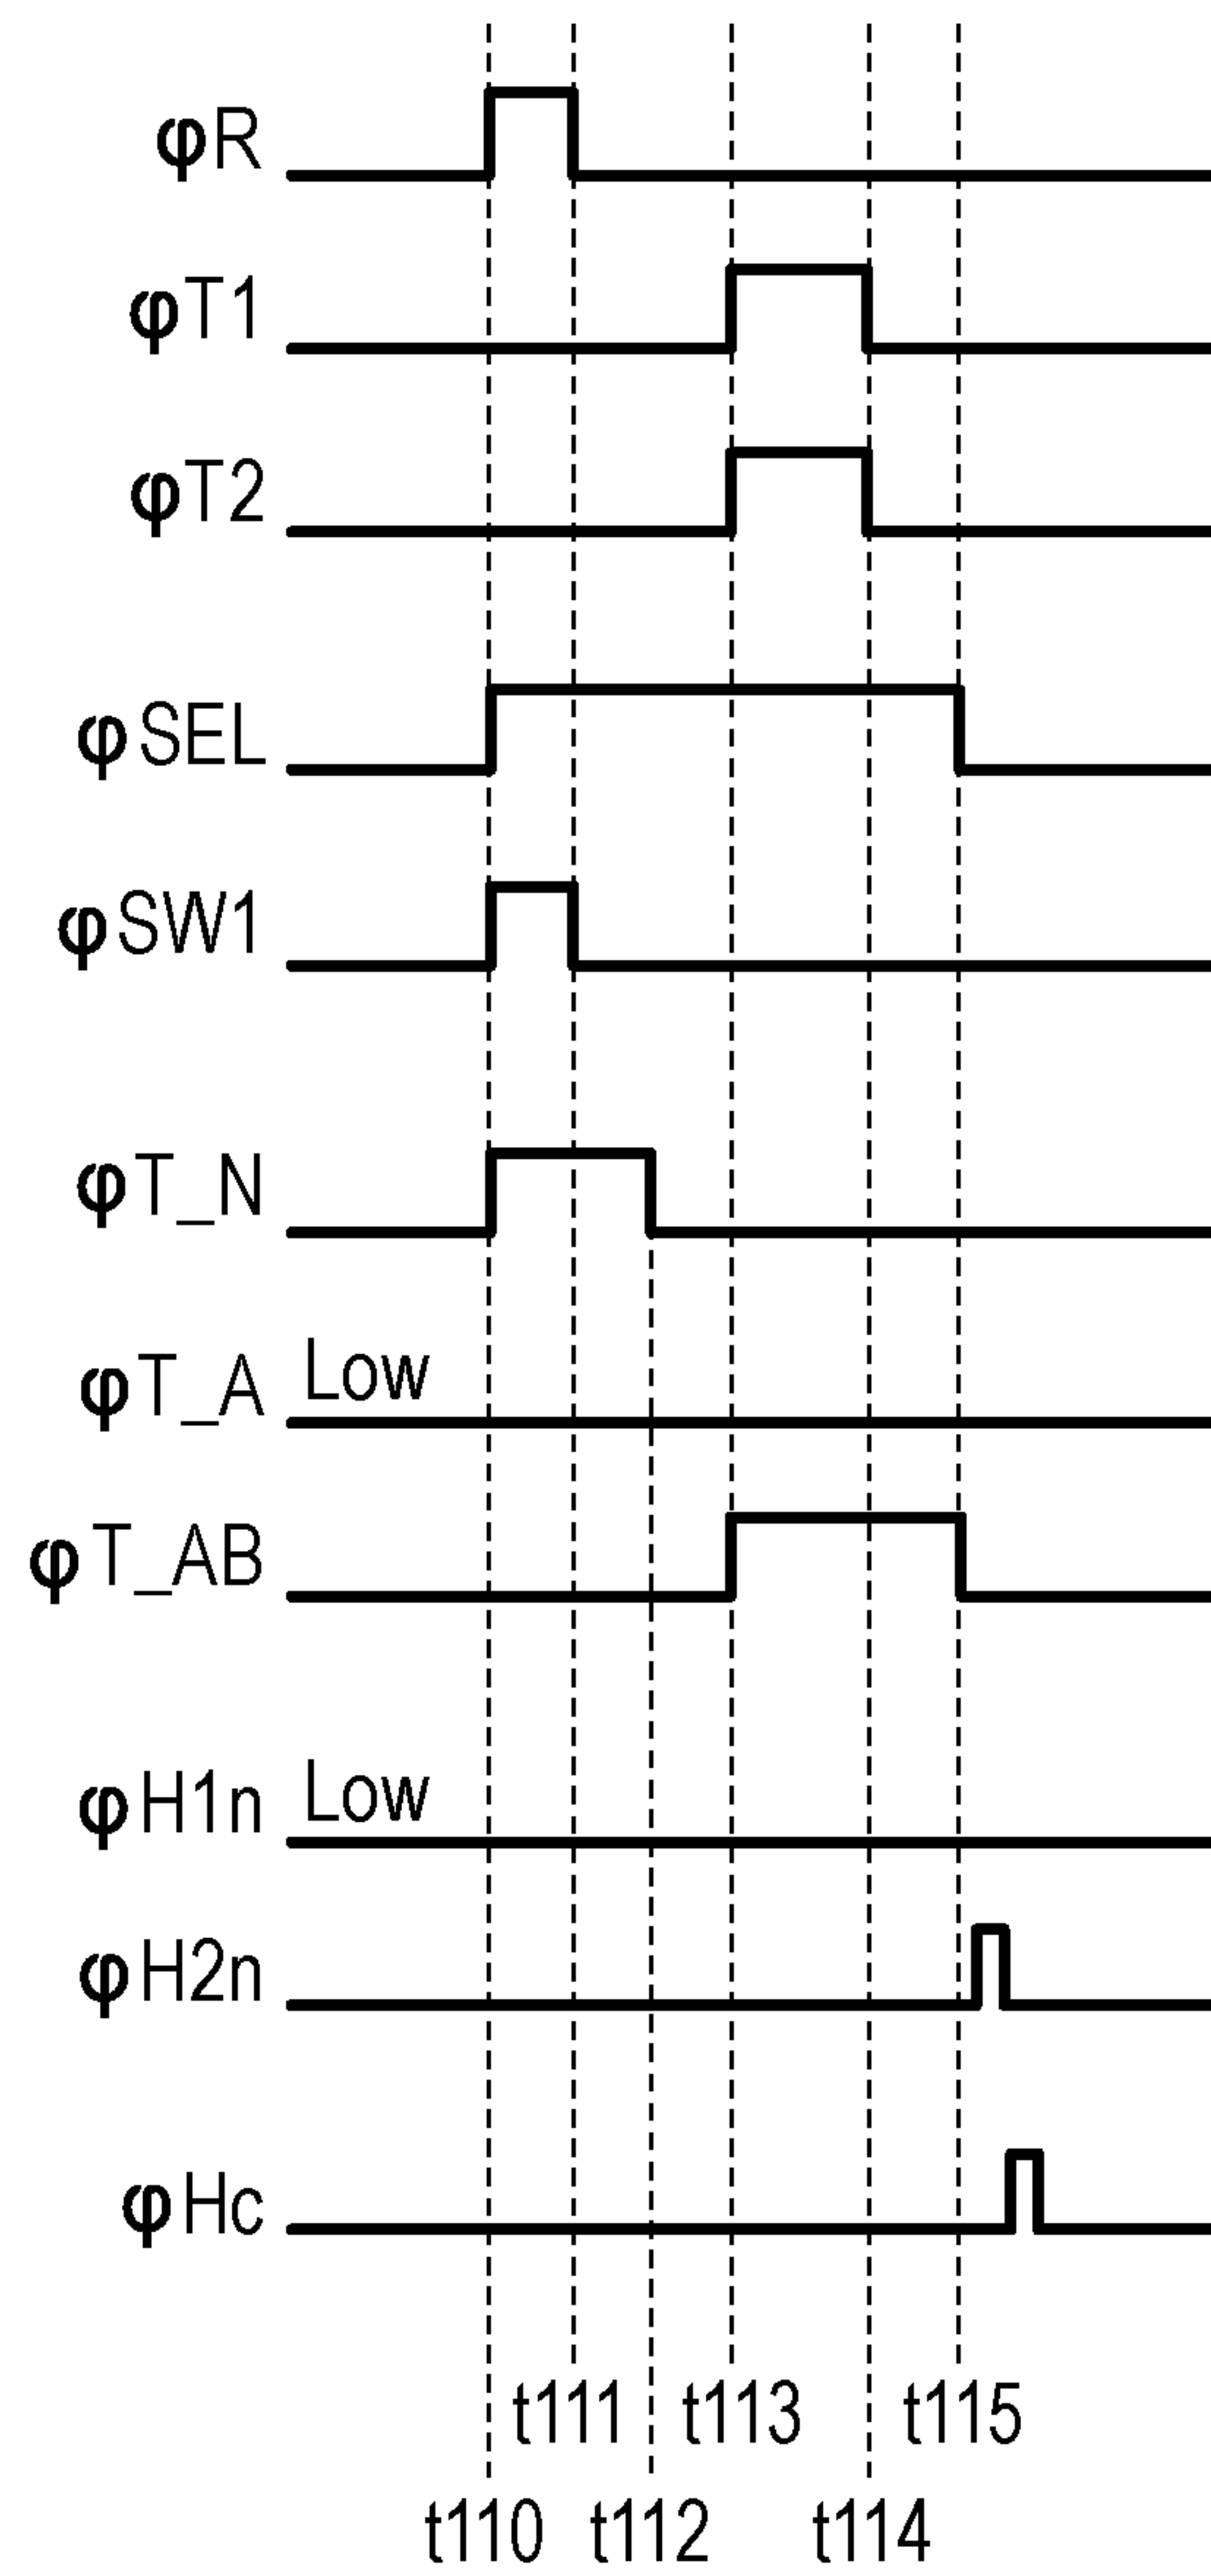 φR
φT1
φT2
φSEL
φSW1
φT_N
φT_A Low
φT_AB
φH1n Low
φH2n
φHc
t111 t113 t115
t110 t112 t114